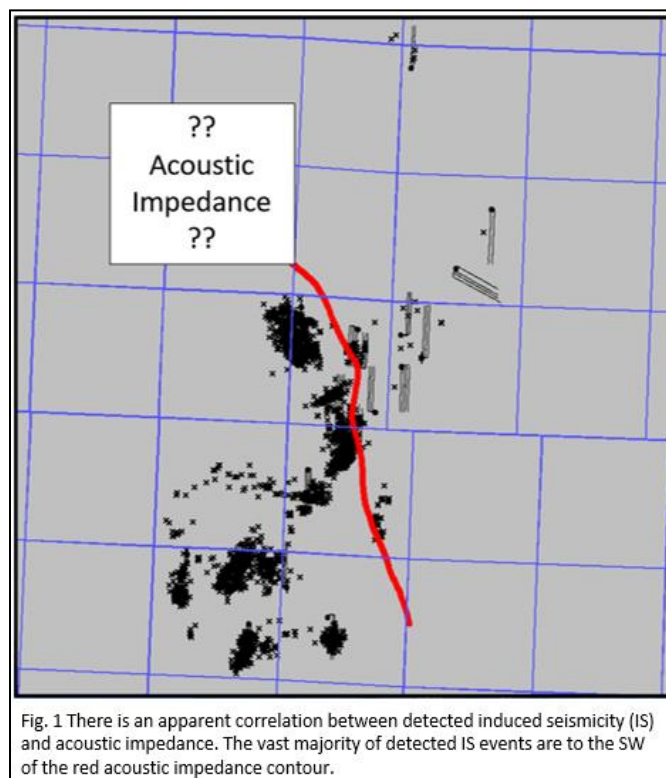 ??
Acoustic
Impedance
??
Fig. 1 There is an apparent correlation between detected induced seismicity (IS)
and acoustic impedance. The vast majority of detected IS events are to the SW
of the red acoustic impedance contour.